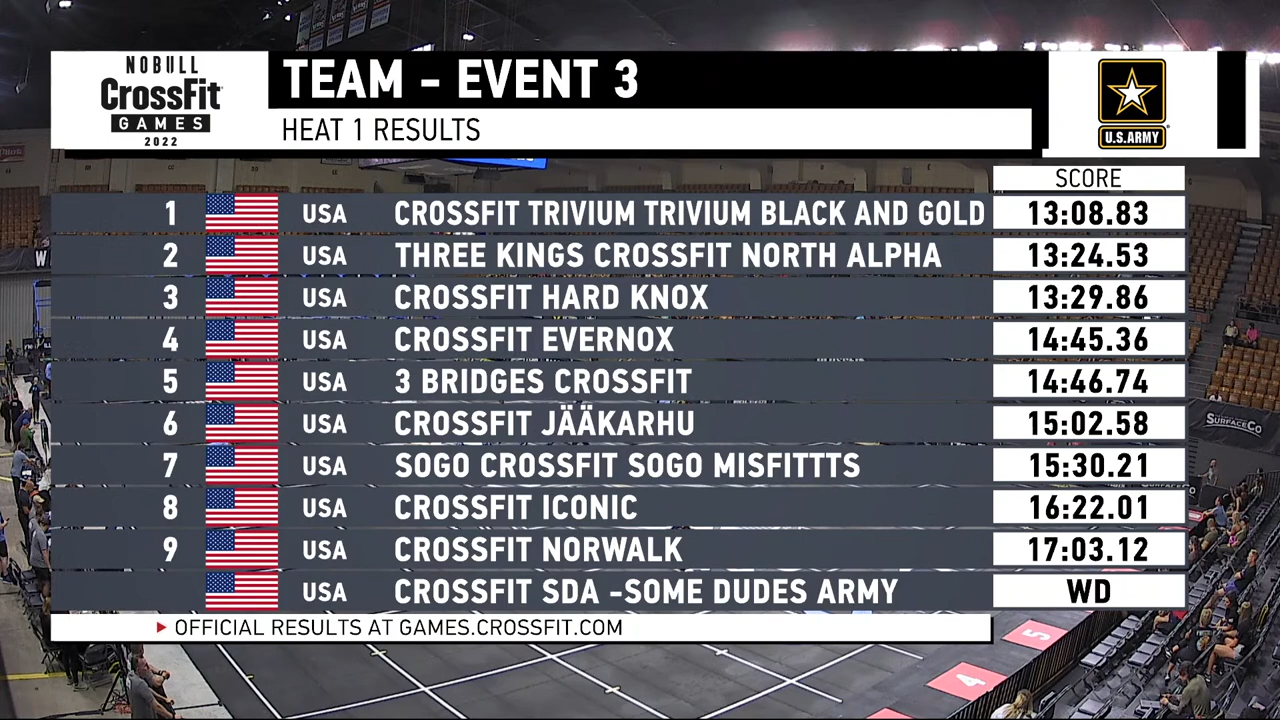 NOBULL
CrossFit
GAMES
2022
TEAM - EVENT 3
HEAT 1 RESULTS
U.S. ARMY
SCORE
1 USA CROSSFIT TRIVIUM TRIVIUM BLACK AND GOLD 13:08.83
2 USA THREE KINGS CROSSFIT NORTH ALPHA 13:24.53
3 USA CROSSFIT HARD KNOX 13:29.86
4 USA CROSSFIT EVERNOX 14:45.36
5 USA 3 BRIDGES CROSSFIT 14:46.74
6 USA CROSSFIT JÄÄKARHU 15:02.58
7 USA SOGO CROSSFIT SOGO MISFITTTS 15:30.21
8 USA CROSSFIT ICONIC 16:22.01
9 USA CROSSFIT NORWALK 17:03.12
USA CROSSFIT SDA -SOME DUDES ARMY WD
OFFICIAL RESULTS AT GAMES.CROSSFIT.COM
SURFACECO
5
4